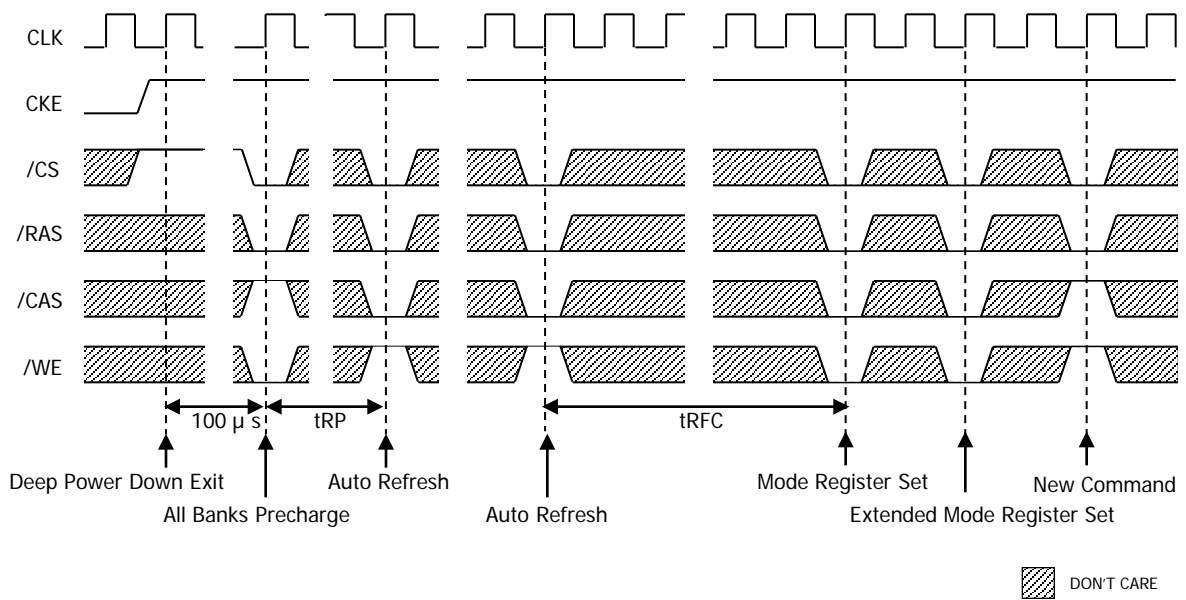 CLK
CKE
/CS
/RAS
/CAS
/WE
100 μ s
tRP
tRFC
Deep Power Down Exit
Auto Refresh
Mode Register Set
New Command
All Banks Precharge
Auto Refresh
Extended Mode Register Set
DON'T CARE